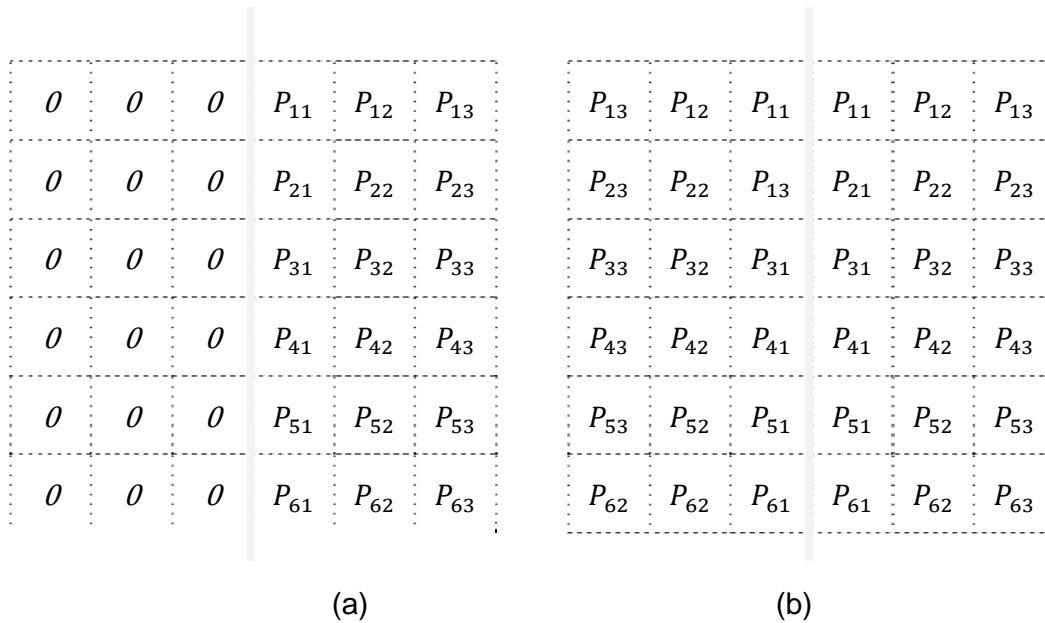 0 0 0 P₁₁ P₁₂ P₁₃ P₁₃ P₁₂ P₁₁ P₁₁ P₁₂ P₁₃
0 0 0 P₂₁ P₂₂ P₂₃ P₂₃ P₂₂ P₁₃ P₂₁ P₂₂ P₂₃
0 0 0 P₃₁ P₃₂ P₃₃ P₃₃ P₃₂ P₃₁ P₃₁ P₃₂ P₃₃
0 0 0 P₄₁ P₄₂ P₄₃ P₄₃ P₄₂ P₄₁ P₄₁ P₄₂ P₄₃
0 0 0 P₅₁ P₅₂ P₅₃ P₅₃ P₅₂ P₅₁ P₅₁ P₅₂ P₅₃
0 0 0 P₆₁ P₆₂ P₆₃ P₆₂ P₆₂ P₆₁ P₆₁ P₆₂ P₆₃
(a) (b)